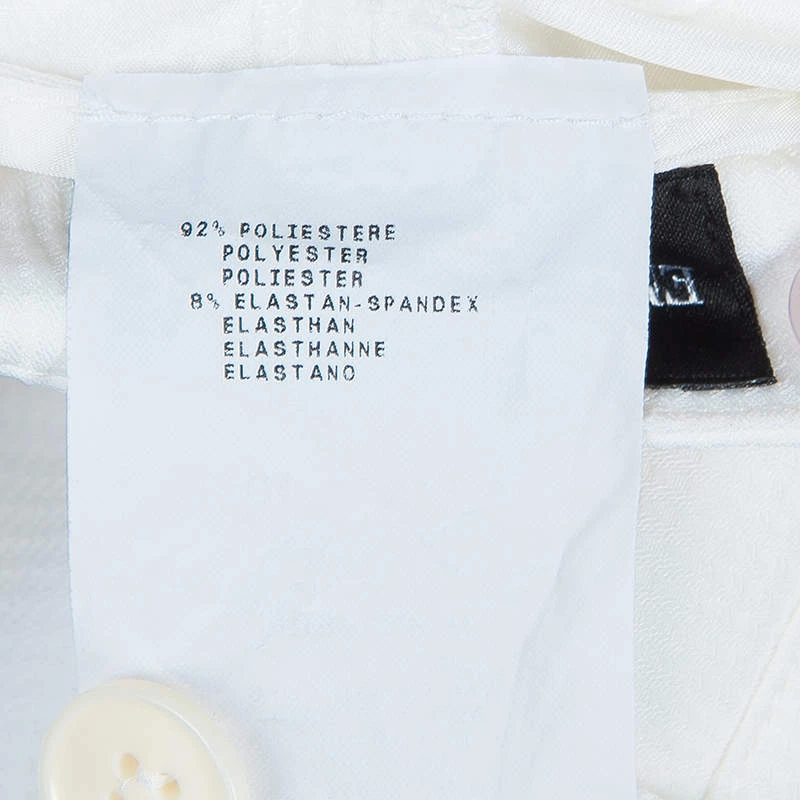 92% POLIESTERE
POLYESTER
POLIESTER
8% ELASTAN-SPANDEX
ELASTHAN
ELASTHANNE
ELASTANO